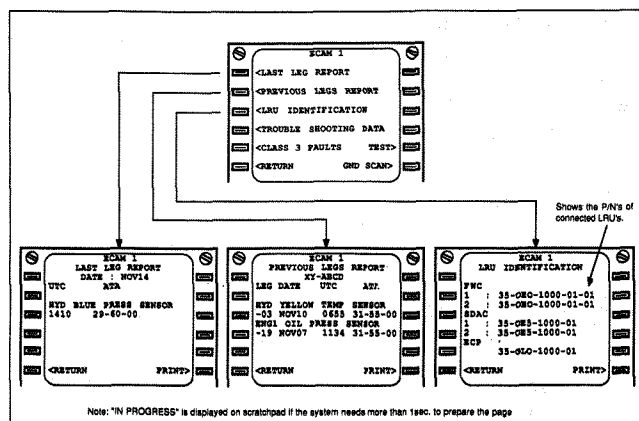 ECAM 1
<LAST LEG REPORT
<PREVIOUS LEGS REPORT
<LRU IDENTIFICATION
<TROUBLE SHOOTING DATA
<CLASS 3 FAULTS TEST>
<RETURN GND SCAN>
Shows the P/N's of
connected LRU's.
ECAM 1
LAST LEG REPORT
DATE : NOV14
UTC ATA
HYD BLUE PRESS SENSOR
1410 29-60-00
<RETURN PRINT>
ECAM 1
PREVIOUS LEGS REPORT
XY-ABCD
LEG DATE UTC ATA
HYD YELLOW TEMP SENSOR
-03 NOV10 0655 31-55-00
ENG1 OIL PRESS SENSOR
-19 NOV07 1134 31-55-00
<RETURN PRINT>
ECAM 1
LRU IDENTIFICATION
FWC
1 : 35-0E0-1000-01-01
2 : 35-0E0-1000-01-01
SDAC
1 : 35-0E5-1000-01
2 : 35-0E5-1000-01
ECP
35-0L0-1000-01
<RETURN PRINT>
Note: "IN PROGRESS" is displayed on scratchpad if the system needs more than 1sec. to prepare the page